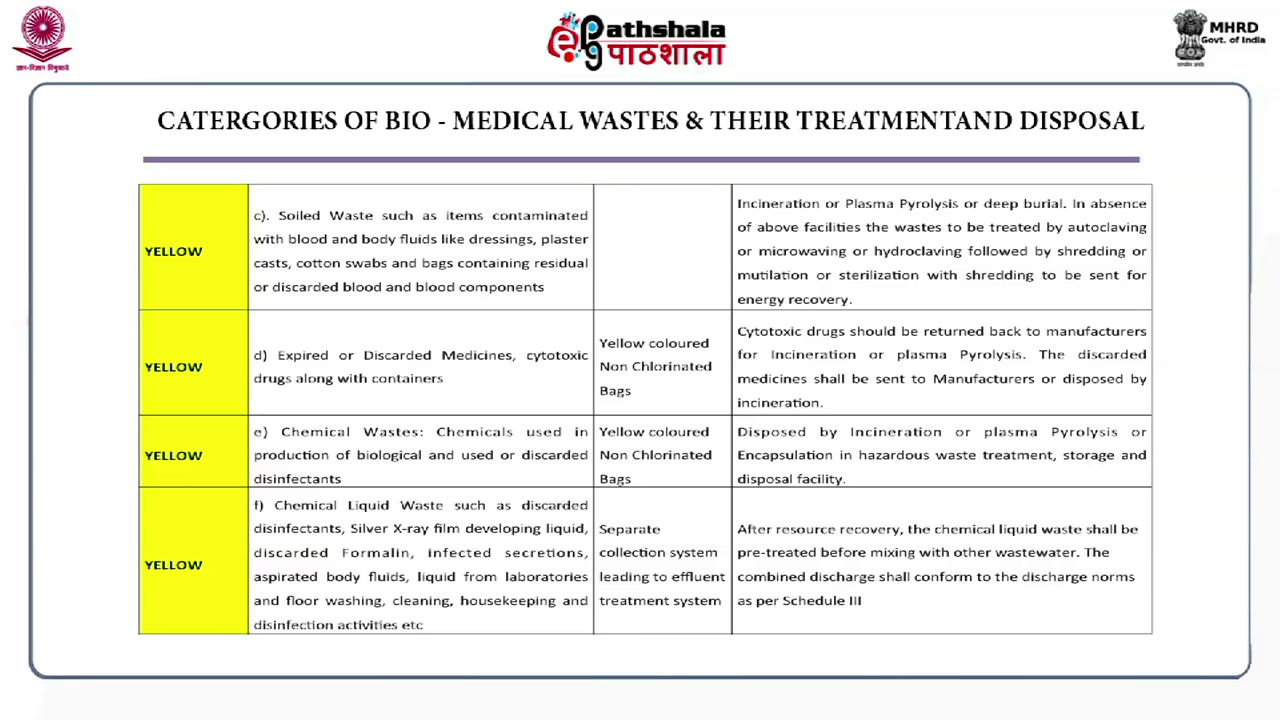 ज्ञान-विज्ञान विमुक्तये
ePathshala
पाठशाला
MHRD
Govt. of India
सत्यमेव जयते
CATERGORIES OF BIO - MEDICAL WASTES & THEIR TREATMENTAND DISPOSAL
YELLOW
c). Soiled Waste such as items contaminated
with blood and body fluids like dressings, plaster
casts, cotton swabs and bags containing residual
or discarded blood and blood components
Incineration or Plasma Pyrolysis or deep burial. In absence
of above facilities the wastes to be treated by autoclaving
or microwaving or hydroclaving followed by shredding or
mutilation or sterilization with shredding to be sent for
energy recovery.
YELLOW
d) Expired or Discarded Medicines, cytotoxic
drugs along with containers
Yellow coloured
Non Chlorinated
Bags
Cytotoxic drugs should be returned back to manufacturers
for Incineration or plasma Pyrolysis. The discarded
medicines shall be sent to Manufacturers or disposed by
incineration.
YELLOW
e) Chemical Wastes: Chemicals used in
production of biological and used or discarded
disinfectants
Yellow coloured
Non Chlorinated
Bags
Disposed by Incineration or plasma Pyrolysis or
Encapsulation in hazardous waste treatment, storage and
disposal facility.
YELLOW
f) Chemical Liquid Waste such as discarded
disinfectants, Silver X-ray film developing liquid,
discarded Formalin, infected secretions,
aspirated body fluids, liquid from laboratories
and floor washing, cleaning, housekeeping and
disinfection activities etc
Separate
collection system
leading to effluent
treatment system
After resource recovery, the chemical liquid waste shall be
pre-treated before mixing with other wastewater. The
combined discharge shall conform to the discharge norms
as per Schedule III